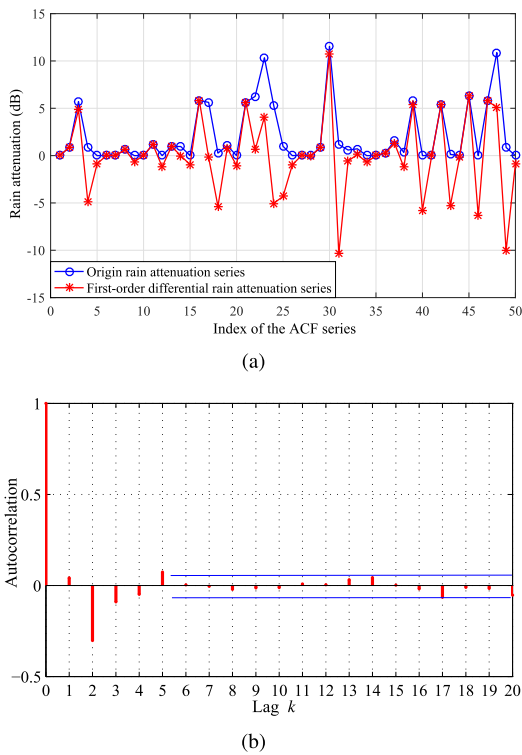 15
10
5
0
-5
-10
-15
Rain attenuation (dB)
Origin rain attenuation series
First-order differential rain attenuation series
0 5 10 15 20 25 30 35 40 45 50
Index of the ACF series
(a)
1
0.5
0
−0.5
Autocorrelation
0 1 2 3 4 5 6 7 8 9 10 11 12 13 14 15 16 17 18 19 20
Lag k
(b)